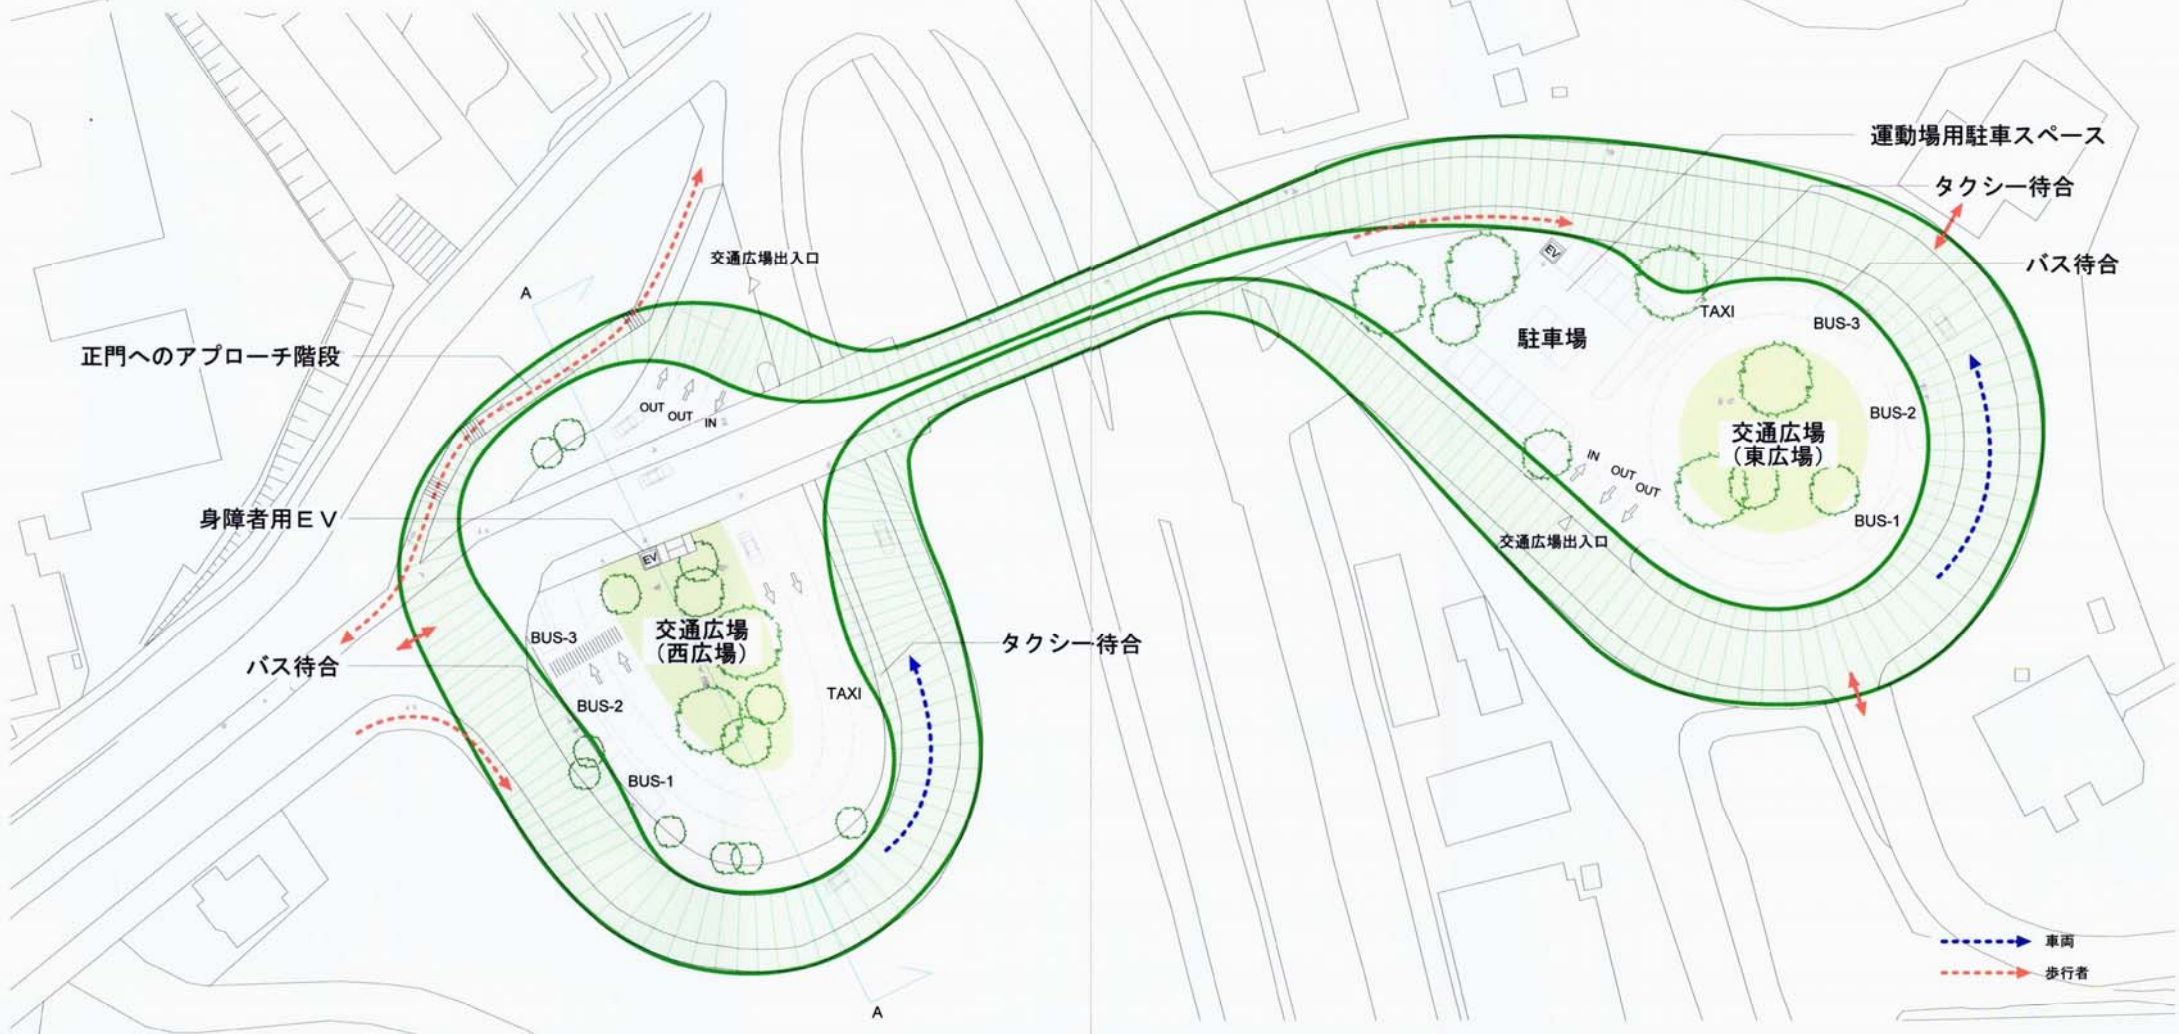 運動場用駐車スペース
タクシー待合
バス待合
交通広場出入口
A
EV
TAXI
BUS-3
駐車場
正門へのアプローチ階段
OUT
OUT
IN
BUS-2
交通広場
（東広場）
IN
OUT
OUT
BUS-1
交通広場出入口
身障者用ＥＶ
EV
BUS-3
交通広場
（西広場）
タクシー待合
バス待合
BUS-2
TAXI
BUS-1
車両
歩行者
A